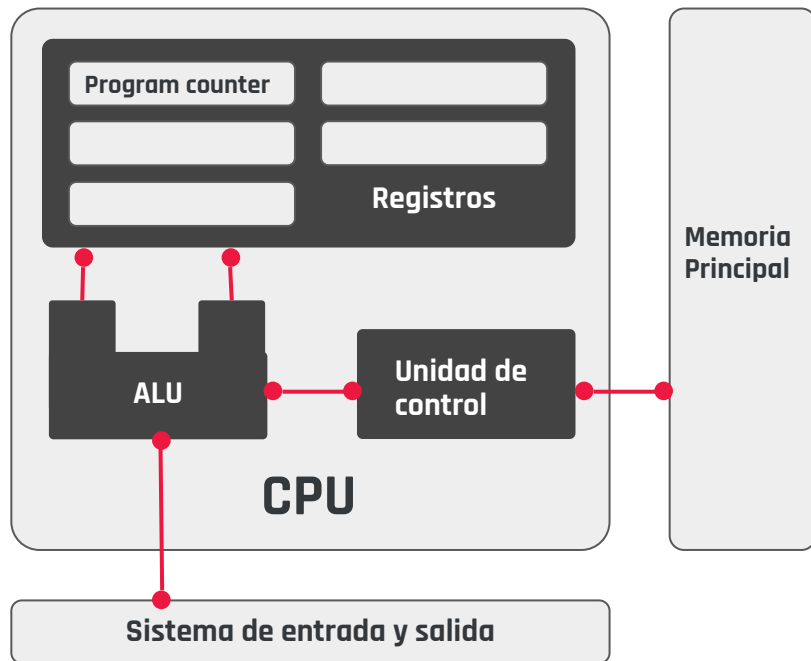 Program counter
Registros
Memoria
Principal
ALU
Unidad de
control
CPU
Sistema de entrada y salida